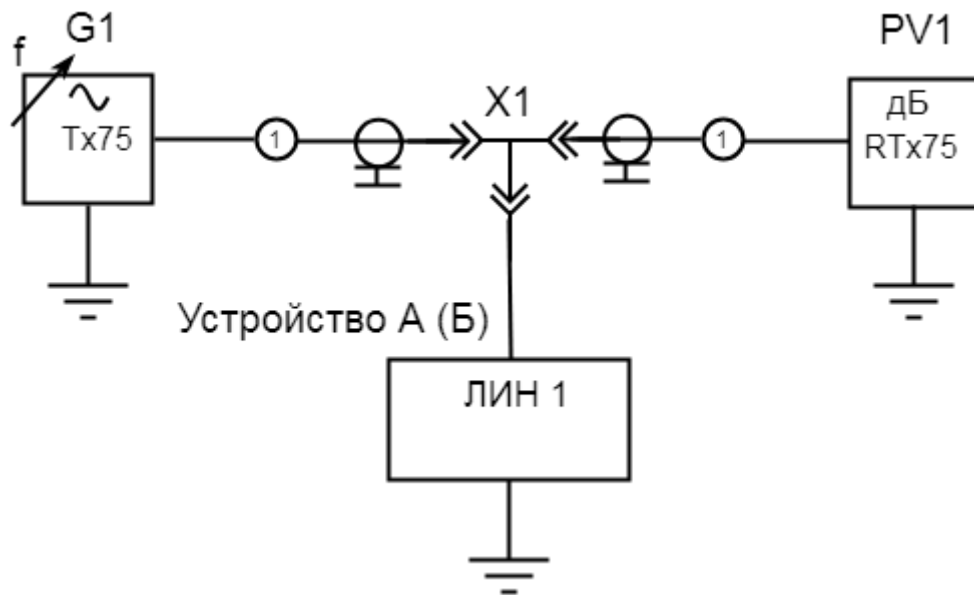 G1
PV1
f
Tx75
1
X1
1
дБ
RTx75
Устройство А (Б)
ЛИН 1